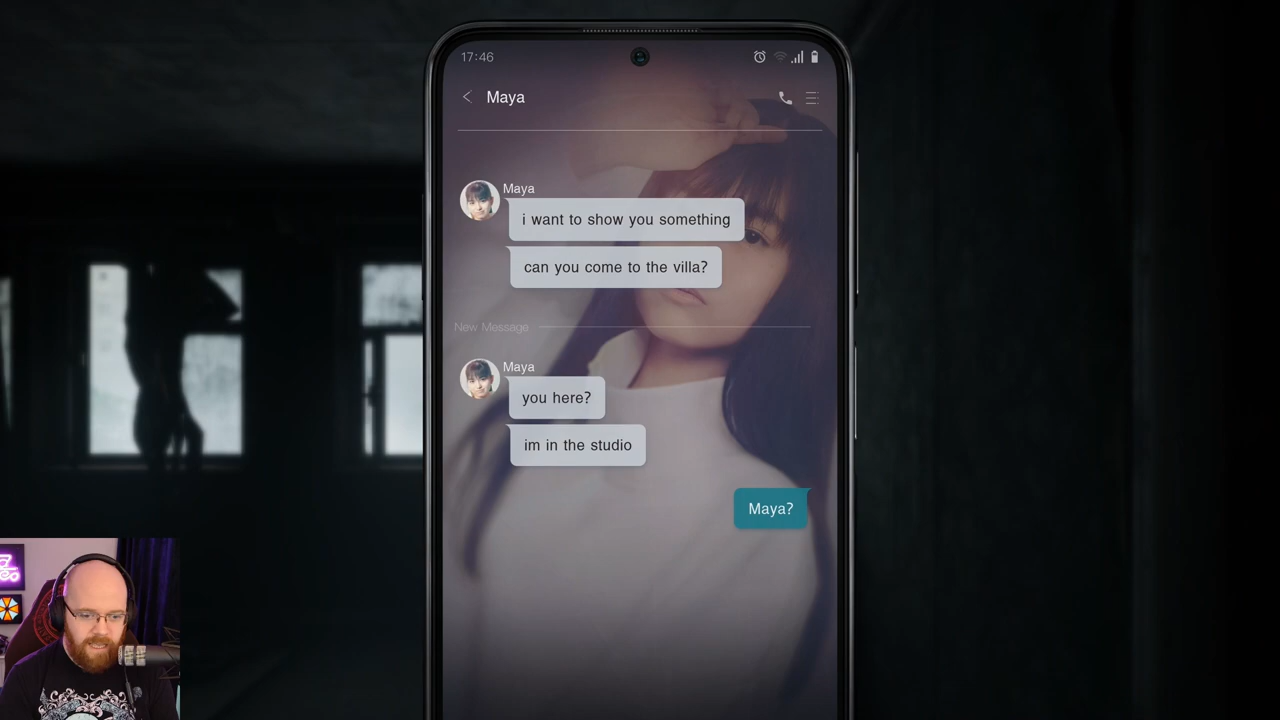 17:46
Maya
Maya
i want to show you something
can you come to the villa?
New Message
Maya
you here?
im in the studio
Maya?